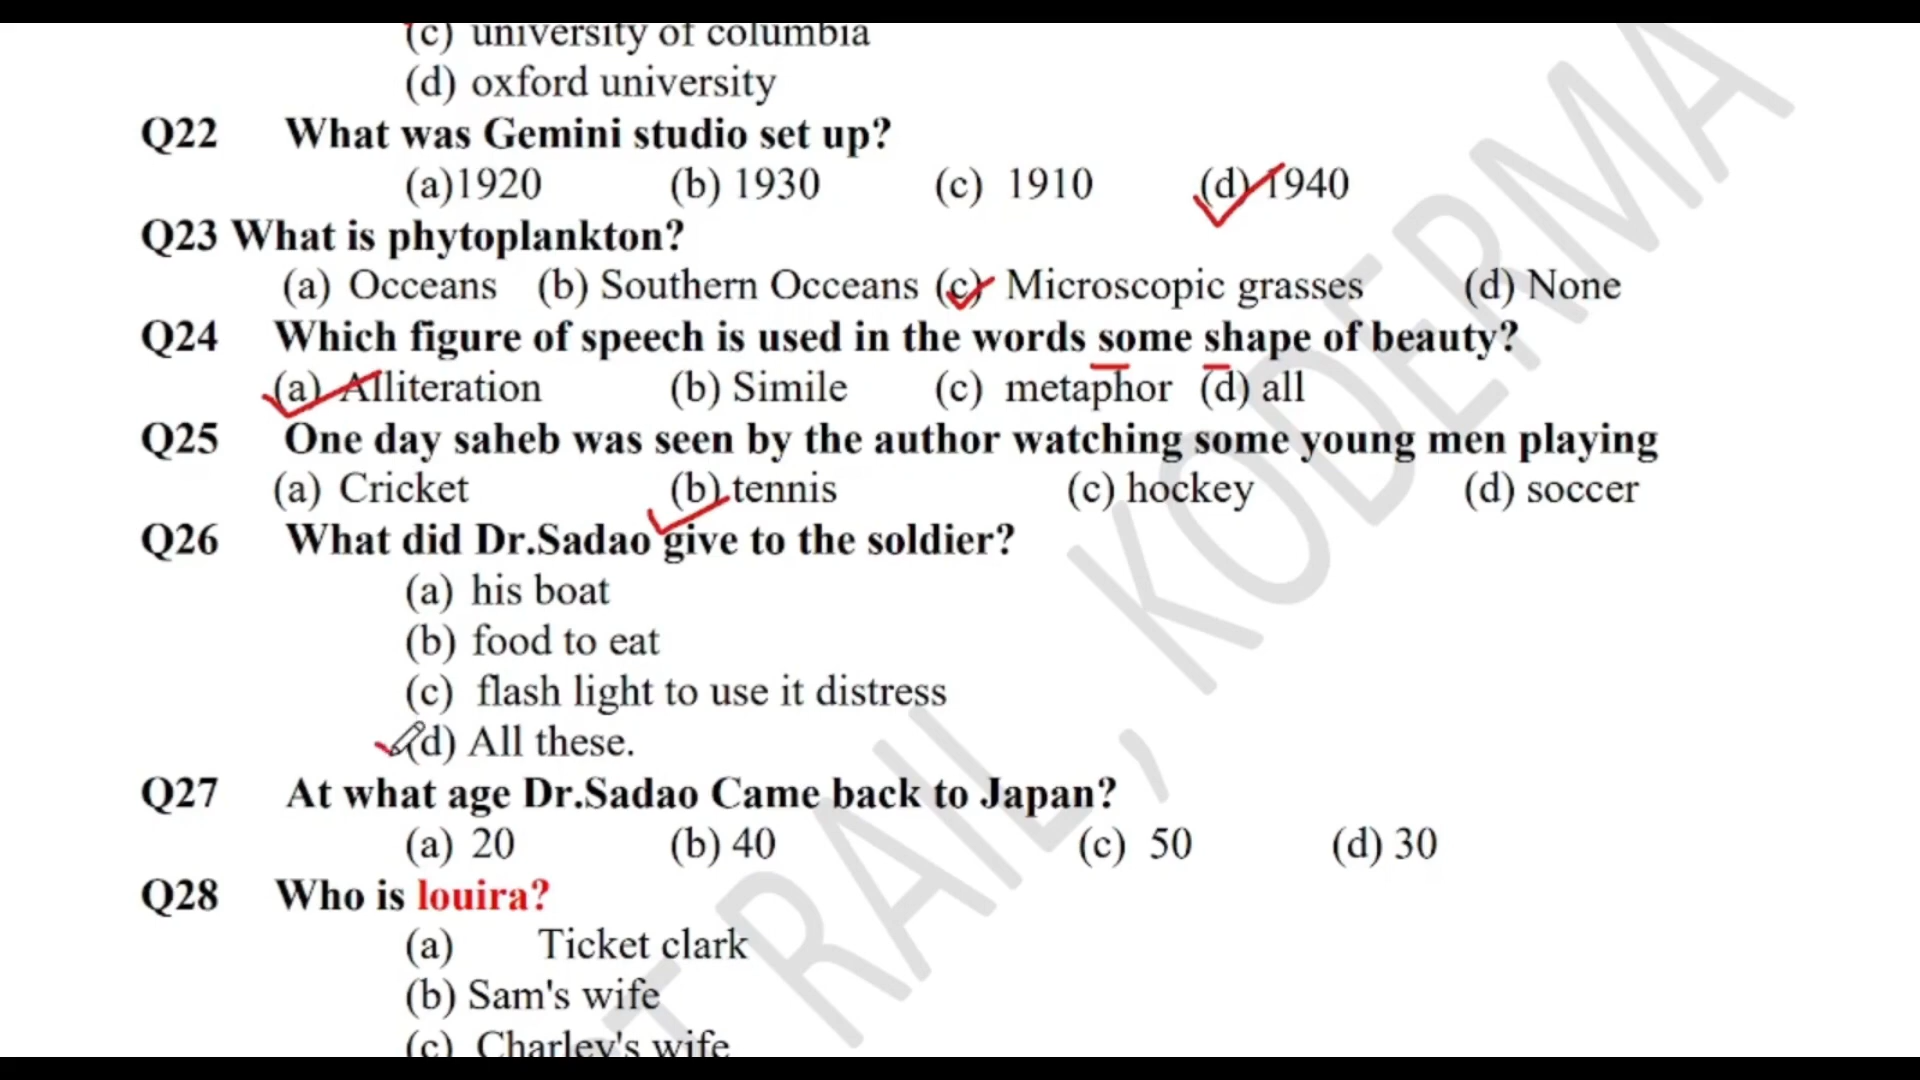 (c) university of columbia
(d) oxford university
Q22 What was Gemini studio set up?
(a)1920 (b) 1930 (c) 1910 (d) 1940
Q23 What is phytoplankton?
(a) Occeans (b) Southern Occeans (c) Microscopic grasses (d) None
Q24 Which figure of speech is used in the words some shape of beauty?
(a) Alliteration (b) Simile (c) metaphor (d) all
Q25 One day saheb was seen by the author watching some young men playing
(a) Cricket (b) tennis (c) hockey (d) soccer
Q26 What did Dr.Sadao give to the soldier?
(a) his boat
(b) food to eat
(c) flash light to use it distress
(d) All these.
Q27 At what age Dr.Sadao Came back to Japan?
(a) 20 (b) 40 (c) 50 (d) 30
Q28 Who is louira?
(a) Ticket clark
(b) Sam's wife
(c) Charley's wife
RAIL , KODERMA